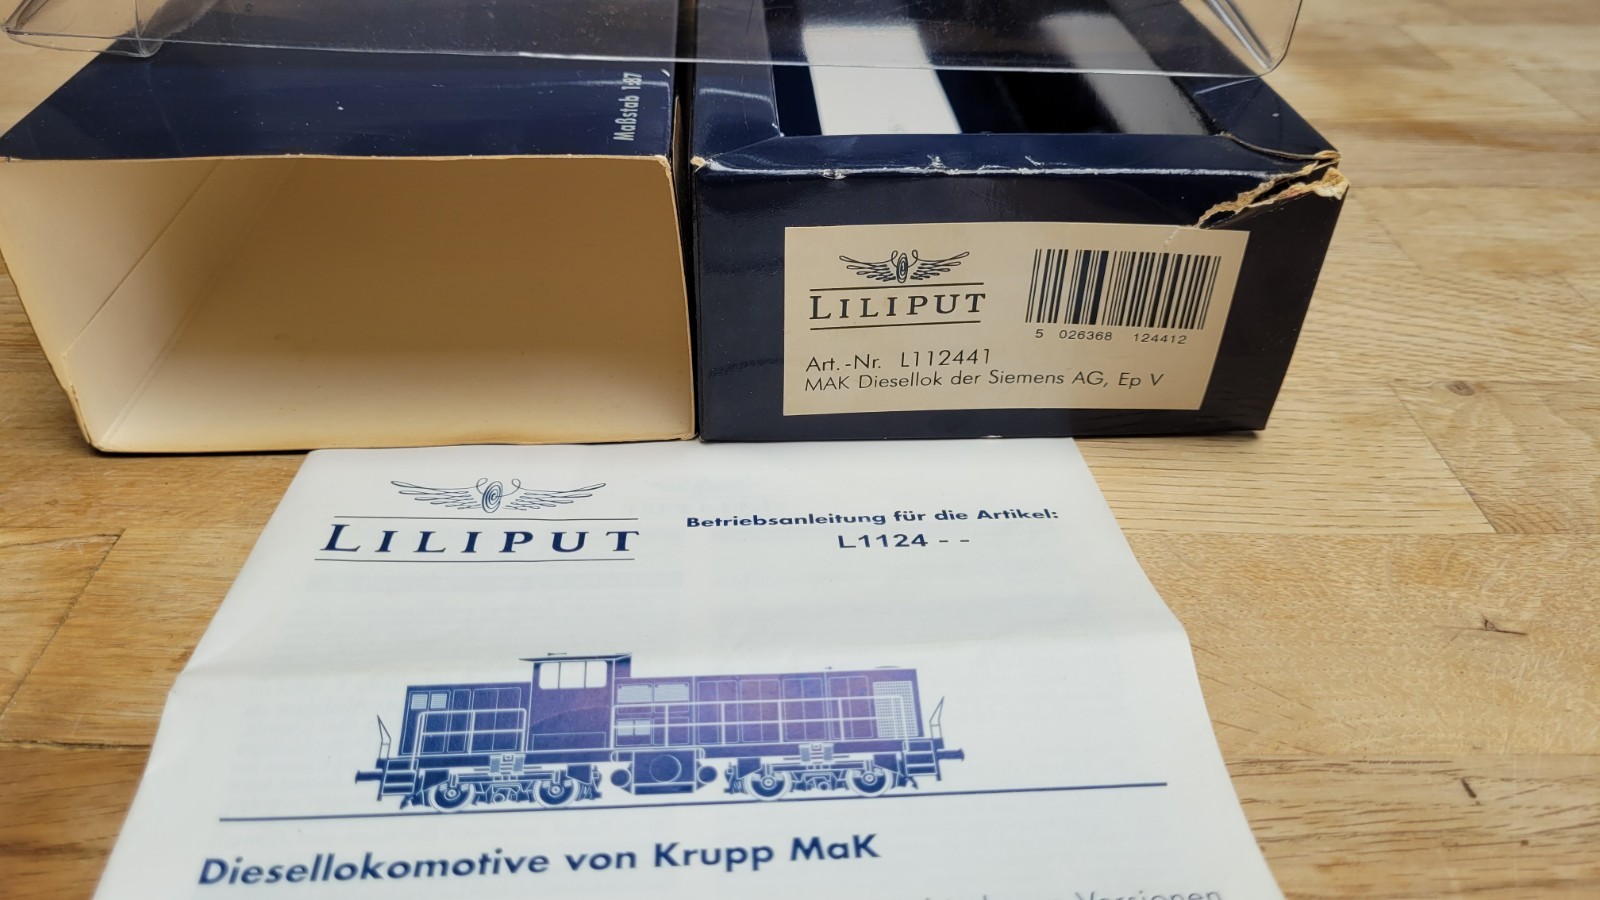 Maßstab 1:87
LILIPUT
5 026368 124412
Art.-Nr. L112441
MAK Diesellok der Siemens AG, Ep V
LILIPUT
Betriebsanleitung für die Artikel:
L1124 - -
Diesellokomotive von Krupp MaK
Versionen